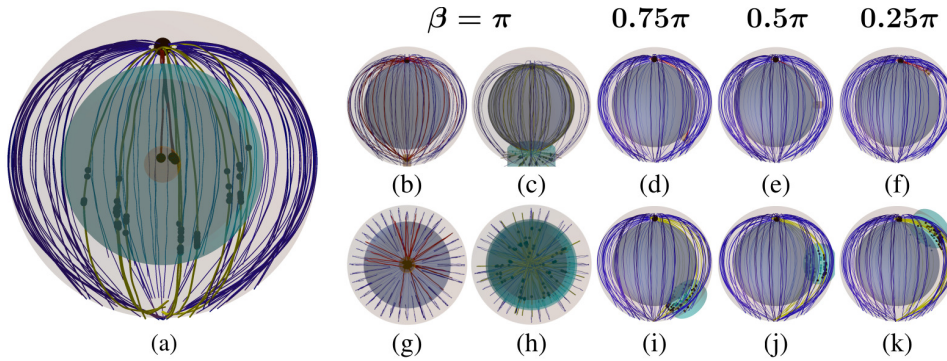 β = π 0.75π 0.5π 0.25π
(b) (c) (d) (e) (f)
(a) (g) (h) (i) (j) (k)